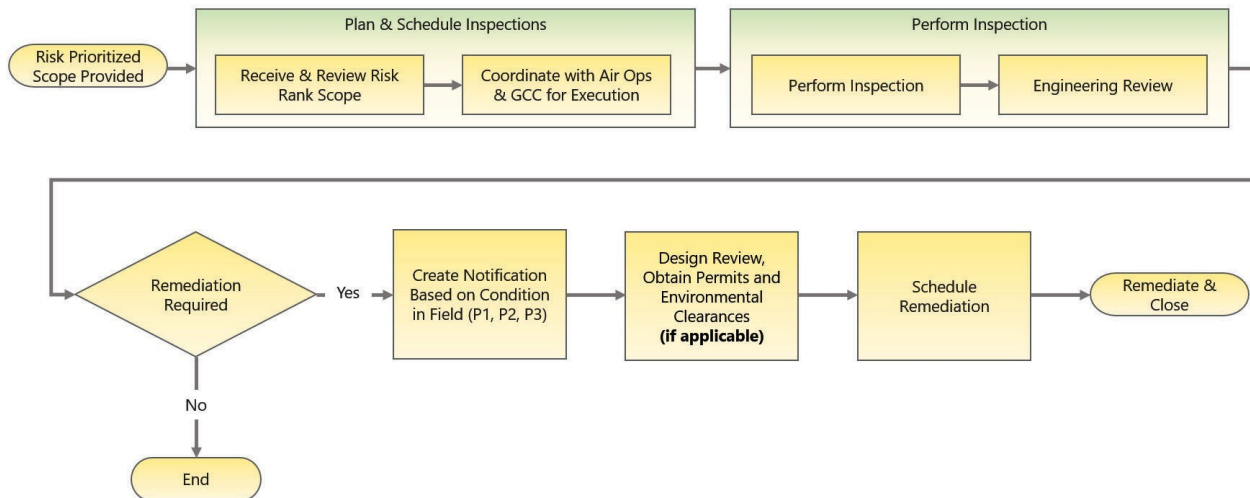 Plan & Schedule Inspections
Perform Inspection
Risk Prioritized
Scope Provided
Receive & Review Risk
Rank Scope
Coordinate with Air Ops
& GCC for Execution
Perform Inspection
Engineering Review
Remediation
Required
Yes
Create Notification
Based on Condition
in Field (P1, P2, P3)
Design Review,
Obtain Permits and
Environmental
Clearances
(if applicable)
Schedule
Remediation
Remediate &
Close
No
End